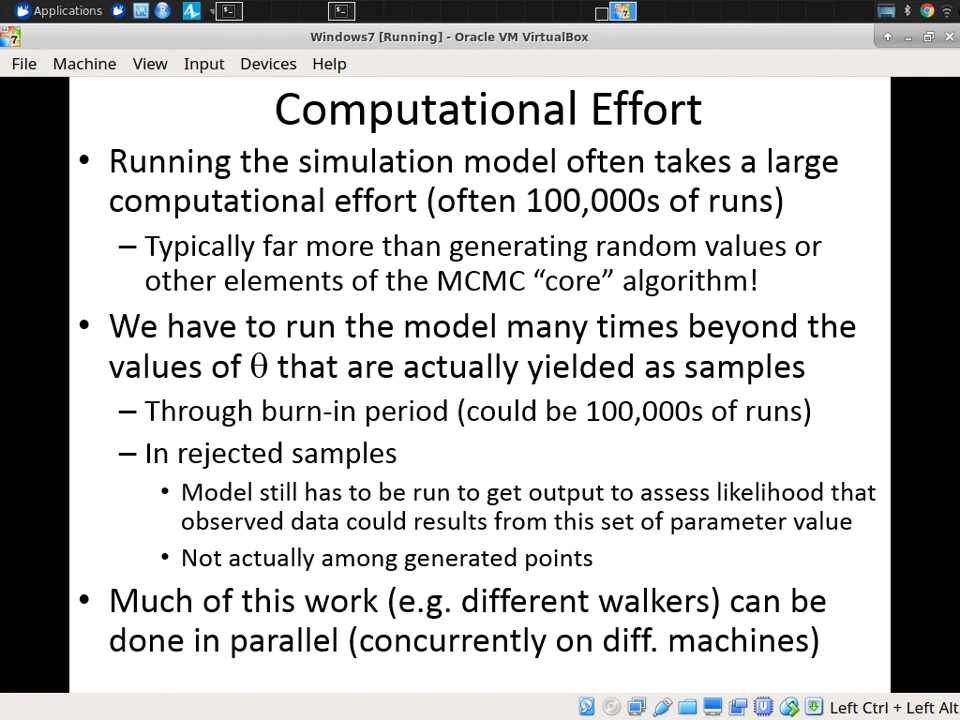 Applications
Windows7 [Running] - Oracle VM VirtualBox
File Machine View Input Devices Help
Computational Effort
• Running the simulation model often takes a large
computational effort (often 100,000s of runs)
– Typically far more than generating random values or
other elements of the MCMC “core” algorithm!
• We have to run the model many times beyond the
values of θ that are actually yielded as samples
– Through burn-in period (could be 100,000s of runs)
– In rejected samples
• Model still has to be run to get output to assess likelihood that
observed data could results from this set of parameter value
• Not actually among generated points
• Much of this work (e.g. different walkers) can be
done in parallel (concurrently on diff. machines)
Left Ctrl + Left Alt